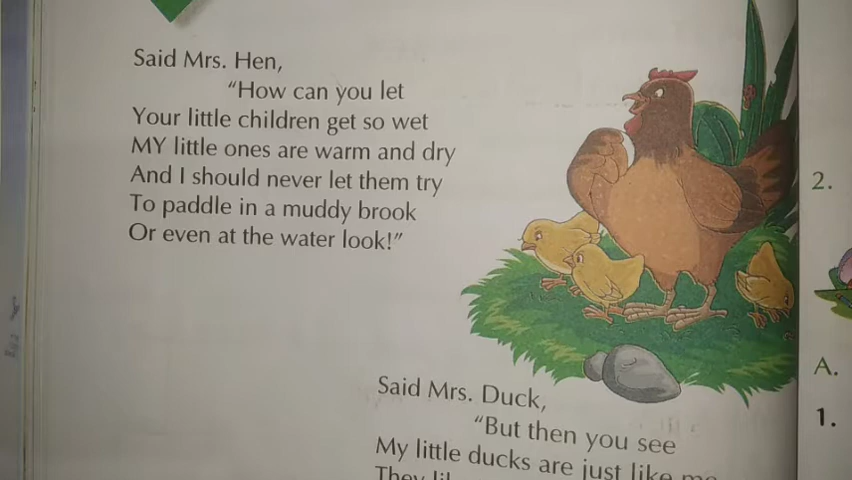 Said Mrs. Hen,
“How can you let
Your little children get so wet
MY little ones are warm and dry
And I should never let them try
To paddle in a muddy brook
Or even at the water look!”
Said Mrs. Duck,
“But then you see
My little ducks are just like me
They
2.
A.
1.